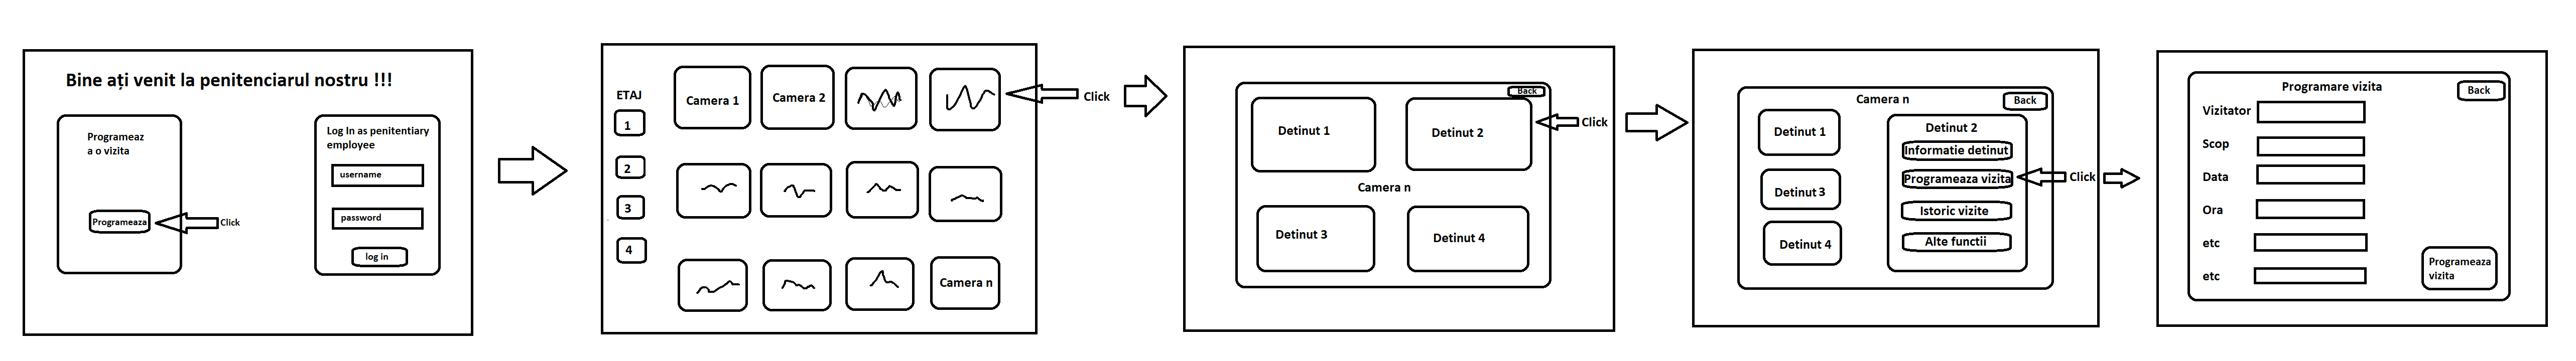 Bine ați venit la penitenciarul nostru !!!
Programeaz
a o vizita
Programeaza
Click
Log In as penitentiary
employee
username
password
log in
ETAJ
1
2
3
4
Camera 1
Camera 2
Camera n
Click
Back
Detinut 1
Detinut 2
Camera n
Detinut 3
Detinut 4
Click
Camera n
Back
Detinut 1
Detinut 3
Detinut 4
Detinut 2
Informatie detinut
Programeaza vizita
Istoric vizite
Alte functii
Click
Programare vizita
Back
Vizitator
Scop
Data
Ora
etc
etc
Programeaza
vizita